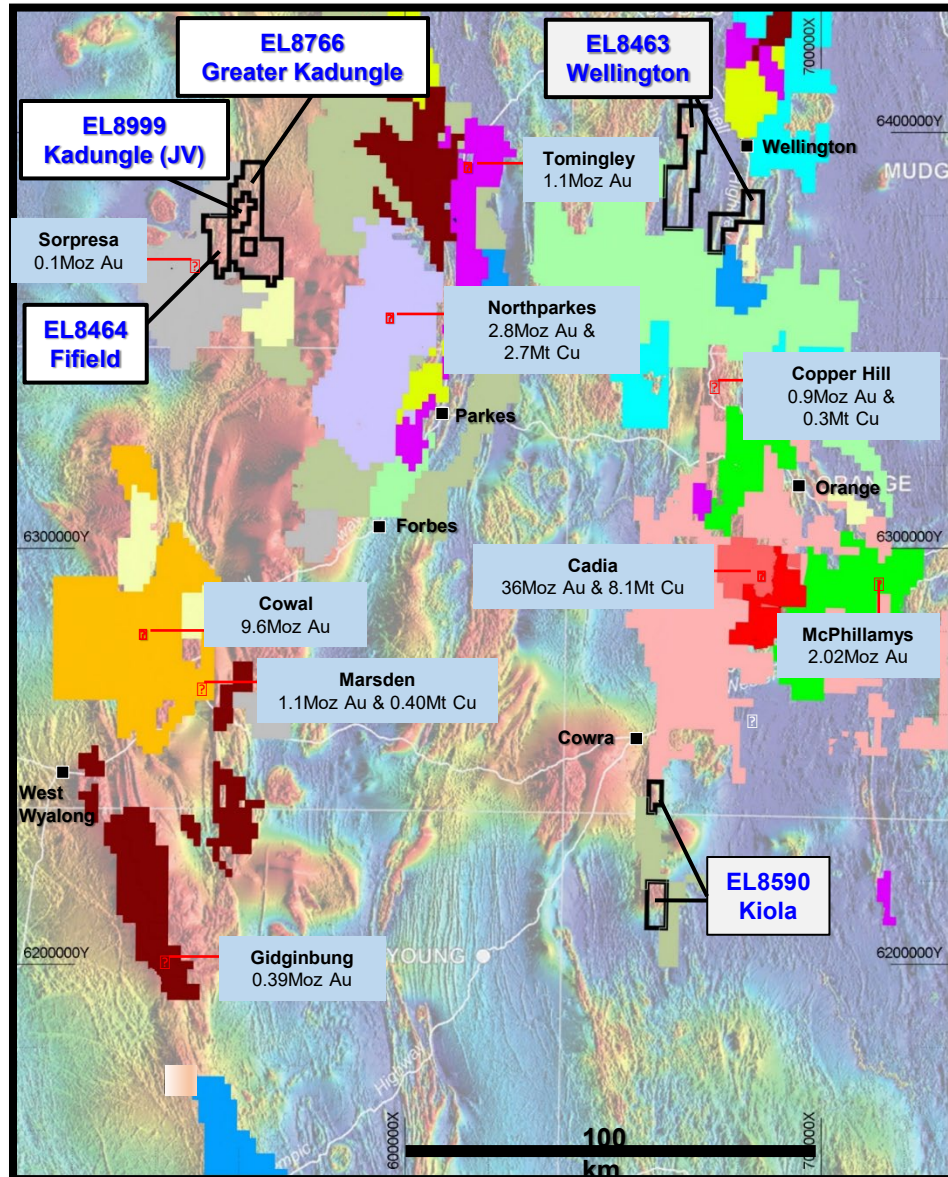 EL8766
Greater Kadungle
EL8463
Wellington
700000X
6400000Y
6400000Y
EL8999
Kadungle (JV)
Wellington
Tomingley
1.1Moz Au
MUDG
Sorpresa
0.1Moz Au
EL8464
Fifield
Northparkes
2.8Moz Au &
2.7Mt Cu
Copper Hill
0.9Moz Au &
0.3Mt Cu
Parkes
Orange
Forbes
6300000Y
6300000Y
Cadia
36Moz Au & 8.1Mt Cu
Cowal
9.6Moz Au
McPhillamys
2.02Moz Au
Marsden
1.1Moz Au & 0.40Mt Cu
Cowra
West
Wyalong
EL8590
Kiola
Gidginbung
0.39Moz Au
YOUNG
6200000Y
6200000Y
Highway
600000X
700000X
100
km